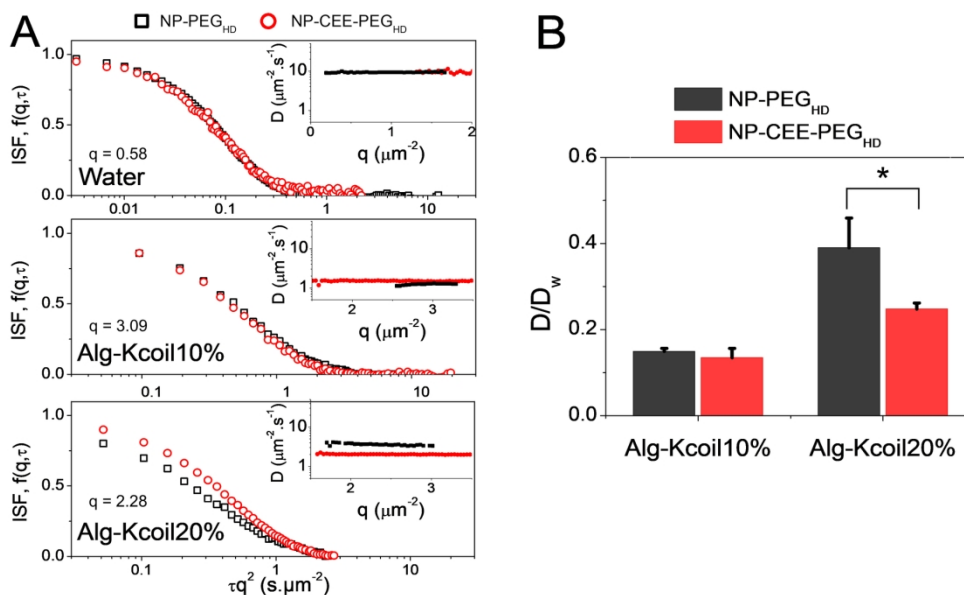 A
NP-PEG_HD NP-CEE-PEG_HD
ISF, f(q,τ)
1.0
0.5
0.0
q = 0.58
Water
0.01 0.1 1 10
D (μm⁻².s⁻¹)
10
1
0 1 2
q (μm⁻²)
ISF, f(q,τ)
1.0
0.5
0.0
q = 3.09
Alg-Kcoil10%
0.1 1 10
D (μm⁻².s⁻¹)
10
1
2 3
q (μm⁻²)
ISF, f(q,τ)
1.0
0.5
0.0
q = 2.28
Alg-Kcoil20%
0.1 1 10
τq² (s.μm⁻²)
D (μm⁻².s⁻¹)
10
1
2 3
q (μm⁻²)
B
NP-PEG_HD
NP-CEE-PEG_HD
D/D_w
0.6
0.4
0.2
0.0
*
Alg-Kcoil10% Alg-Kcoil20%